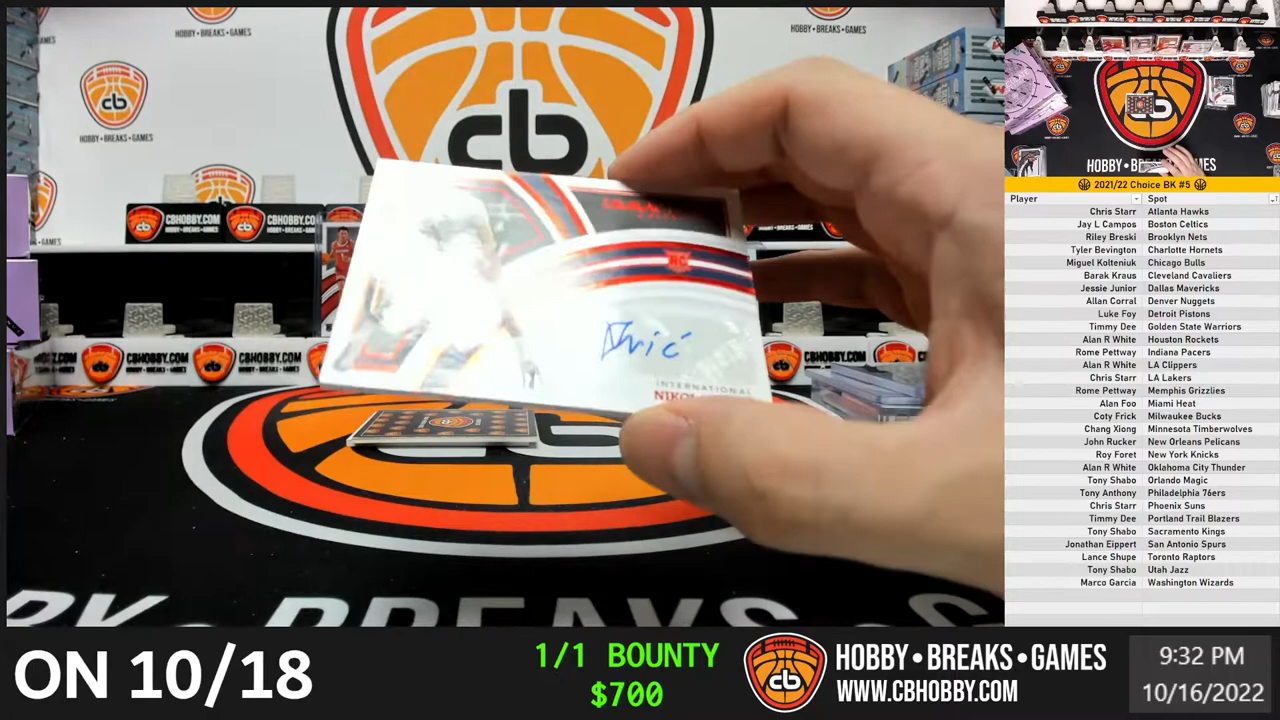 HOBBY•BREAKS•GAMES
cb
HOBBY•BREAKS•GAMES
cb
CBHOBBY.COM
CBHOBBY.COM
RC
INTERNATIONAL
CBHOBBY.COM
CBHOBBY.COM
cb
HOBBY • BREAKS • GAMES
2021/22 Choice BK #5
Player Spot
Chris Starr Atlanta Hawks
Jay L Campos Boston Celtics
Riley Breski Brooklyn Nets
Tyler Bevington Charlotte Hornets
Miguel Kolteniuk Chicago Bulls
Barak Kraus Cleveland Cavaliers
Jessie Junior Dallas Mavericks
Allan Corral Denver Nuggets
Luke Foy Detroit Pistons
Timmy Dee Golden State Warriors
Alan R White Houston Rockets
Rome Pettway Indiana Pacers
Alan R White LA Clippers
Chris Starr LA Lakers
Rome Pettway Memphis Grizzlies
Alan Foo Miami Heat
Coty Frick Milwaukee Bucks
Chang Xiong Minnesota Timberwolves
John Rucker New Orleans Pelicans
Roy Foret New York Knicks
Alan R White Oklahoma City Thunder
Tony Shabo Orlando Magic
Tony Anthony Philadelphia 76ers
Chris Starr Phoenix Suns
Timmy Dee Portland Trail Blazers
Tony Shabo Sacramento Kings
Jonathan Eippert San Antonio Spurs
Lance Shupe Toronto Raptors
Tony Shabo Utah Jazz
Marco Garcia Washington Wizards
ON 10/18
1/1 BOUNTY
$700
cb
HOBBY•BREAKS•GAMES
WWW.CBHOBBY.COM
9:32 PM
10/16/2022